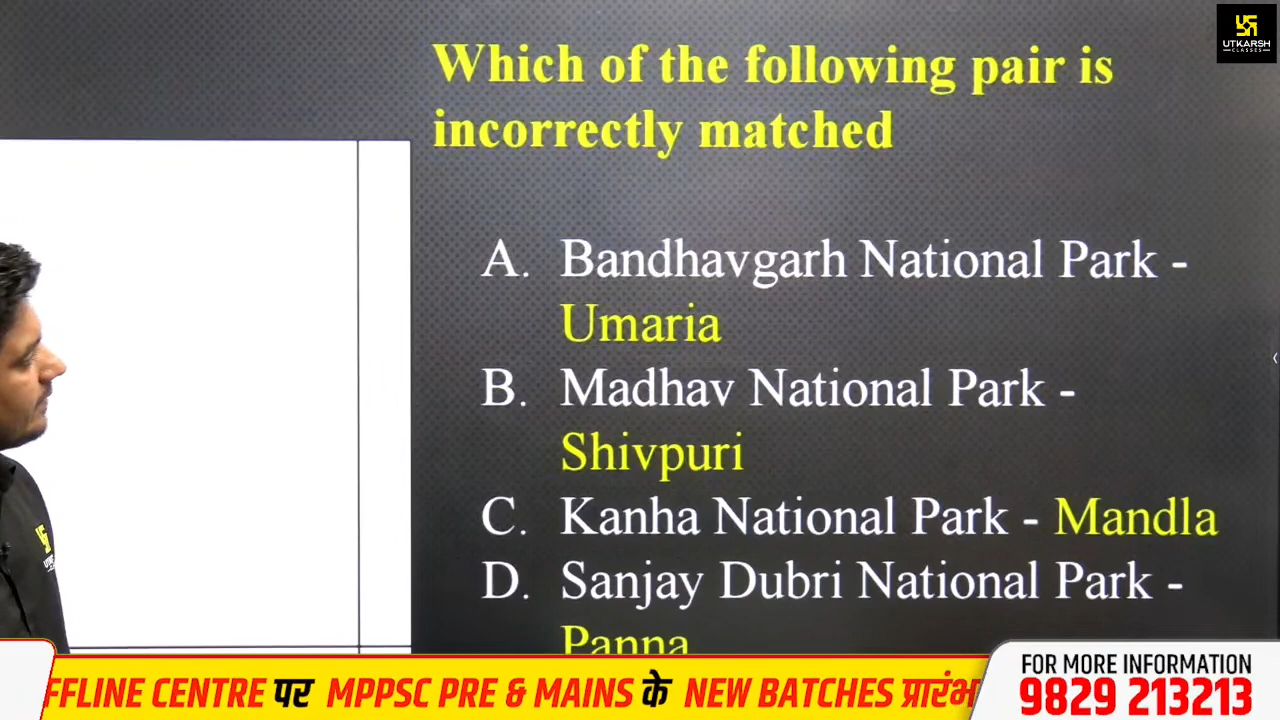 UTKARSH
CLASSES
Which of the following pair is
incorrectly matched
A. Bandhavgarh National Park -
Umaria
B. Madhav National Park -
Shivpuri
C. Kanha National Park - Mandla
D. Sanjay Dubri National Park -
Panna
FFLINE CENTRE पर MPPSC PRE & MAINS के NEW BATCHES प्रारंभ
FOR MORE INFORMATION
9829 213213